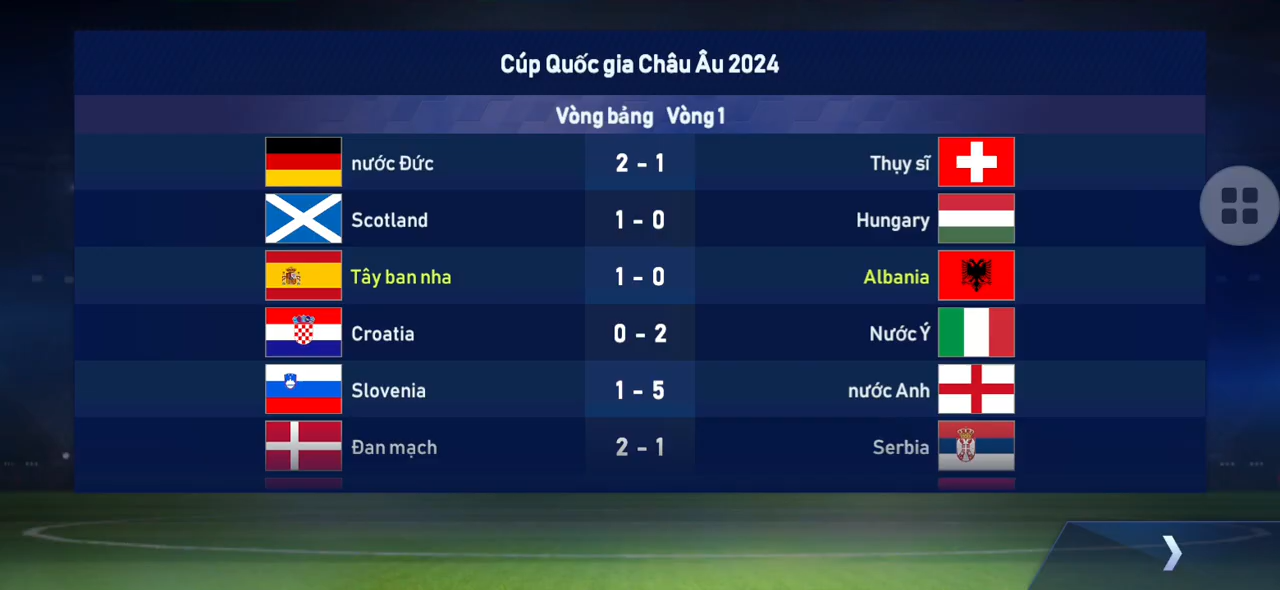 Cúp Quốc gia Châu Âu 2024
Vòng bảng Vòng 1
nước Đức 2 - 1 Thụy sĩ
Scotland 1 - 0 Hungary
Tây ban nha 1 - 0 Albania
Croatia 0 - 2 Nước Ý
Slovenia 1 - 5 nước Anh
Đan mạch 2 - 1 Serbia